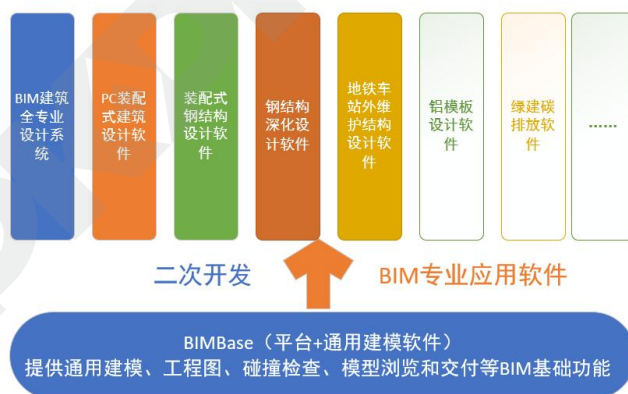 BIM建筑
全专业
设计系
统
PC装配
式建筑
设计软
件
装配式
钢结构
设计软
件
钢结构
深化设
计软件
地铁车
站外维
护结构
设计软
件
铝模板
设计软
件
绿建碳
排放软
件
……
二次开发
BIM专业应用软件
BIMBase（平台+通用建模软件）
提供通用建模、工程图、碰撞检查、模型浏览和交付等BIM基础功能